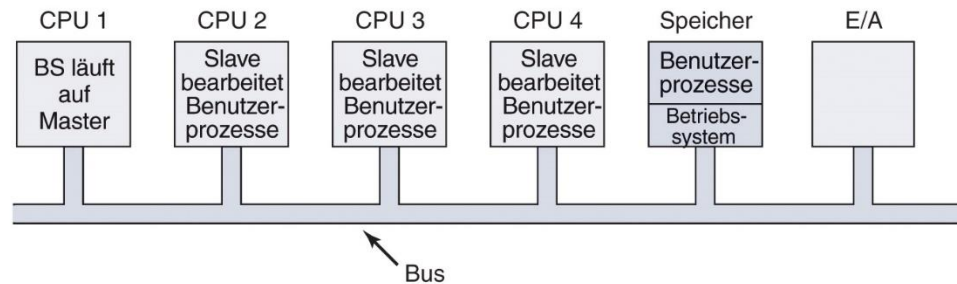 CPU 1
CPU 2
CPU 3
CPU 4
Speicher
E/A
BS läuft
auf
Master
Slave
bearbeitet
Benutzer-
prozesse
Slave
bearbeitet
Benutzer-
prozesse
Slave
bearbeitet
Benutzer-
prozesse
Benutzer-
prozesse
Betriebs-
system
Bus